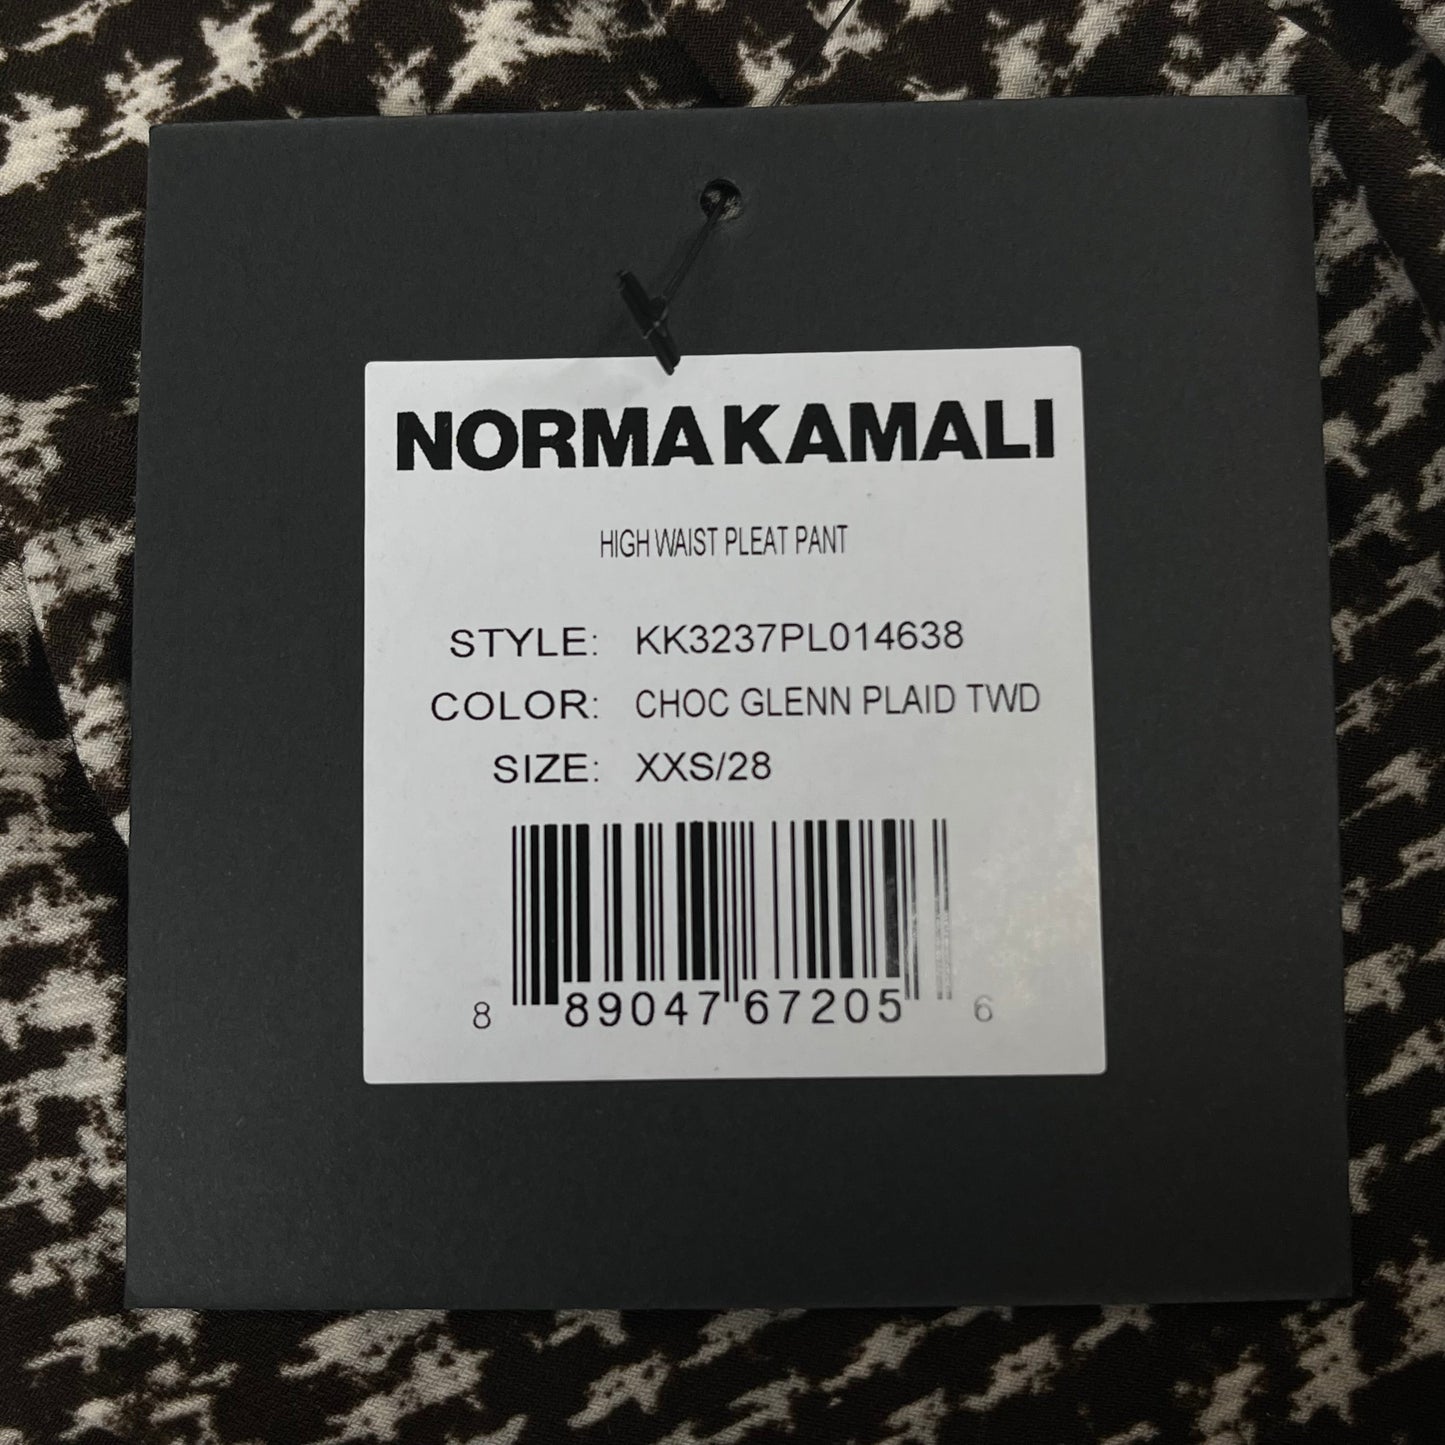 NORMA KAMALI
HIGH WAIST PLEAT PANT
STYLE: KK3237PL014638
COLOR: CHOC GLENN PLAID TWD
SIZE: XXS/28
8 89047 67205 6